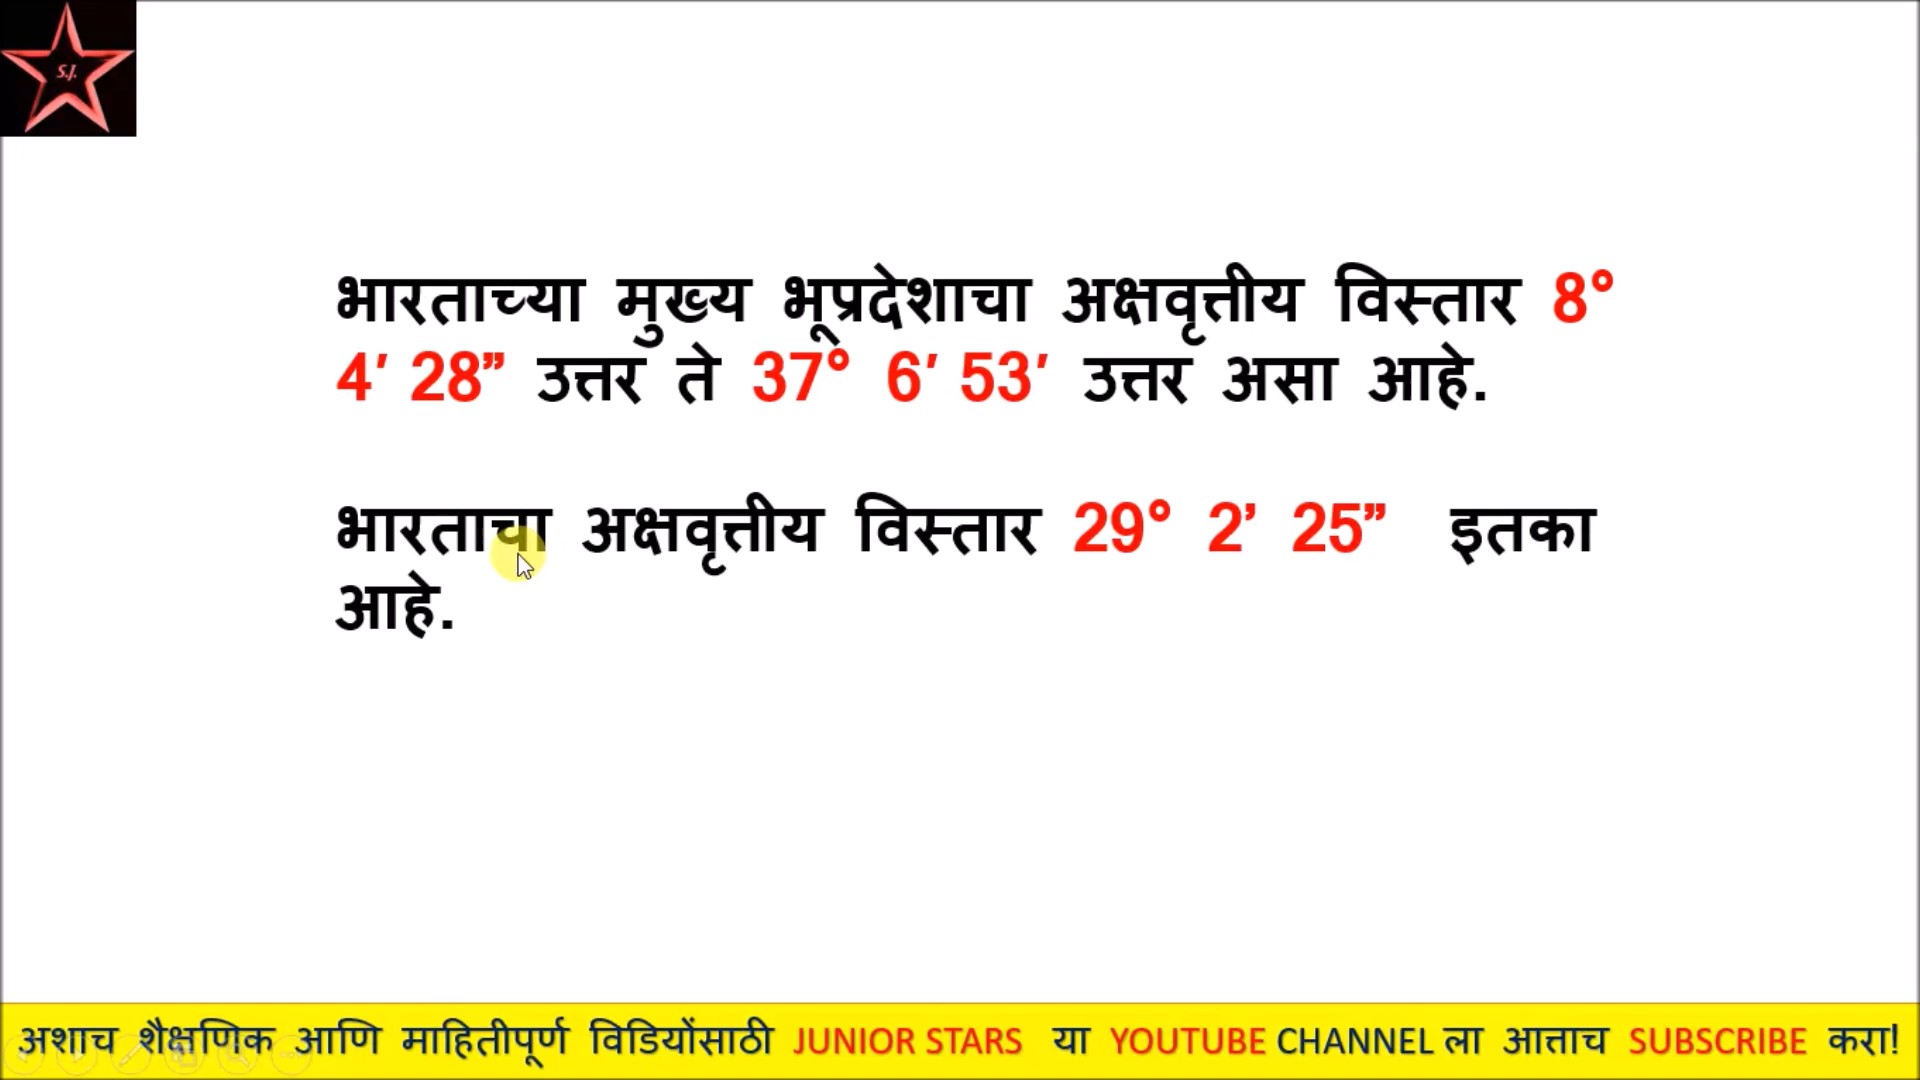 S.J.
भारताच्या मुख्य भूप्रदेशाचा अक्षवृत्तीय विस्तार 8°
4′ 28” उत्तर ते 37° 6′ 53′ उत्तर असा आहे.
भारताचा अक्षवृत्तीय विस्तार 29° 2’ 25” इतका
आहे.
अशाच शैक्षणिक आणि माहितीपूर्ण विडियोंसाठी JUNIOR STARS या YOUTUBE CHANNEL ला आत्ताच SUBSCRIBE करा!